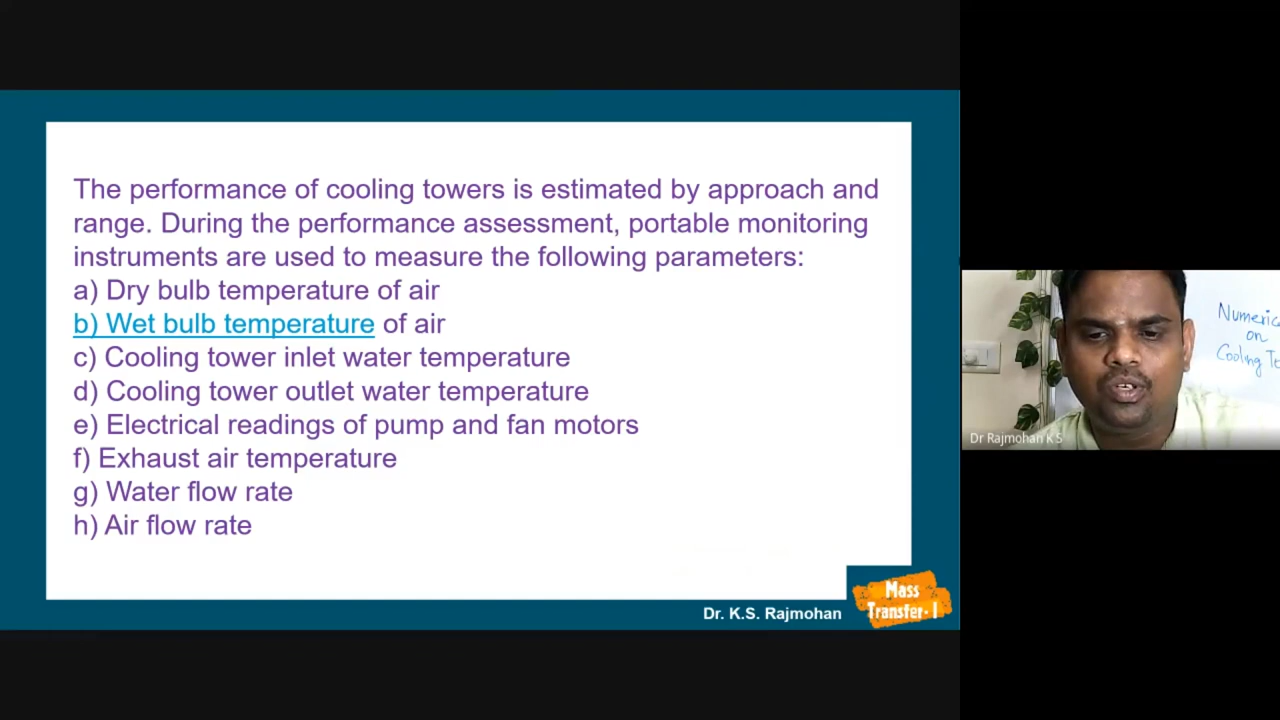 The performance of cooling towers is estimated by approach and
range. During the performance assessment, portable monitoring
instruments are used to measure the following parameters:
a) Dry bulb temperature of air
b) Wet bulb temperature of air
c) Cooling tower inlet water temperature
d) Cooling tower outlet water temperature
e) Electrical readings of pump and fan motors
f) Exhaust air temperature
g) Water flow rate
h) Air flow rate
Dr. K.S. Rajmohan
Mass
Transfer-I
on
Cooling
Dr Rajmohan K S